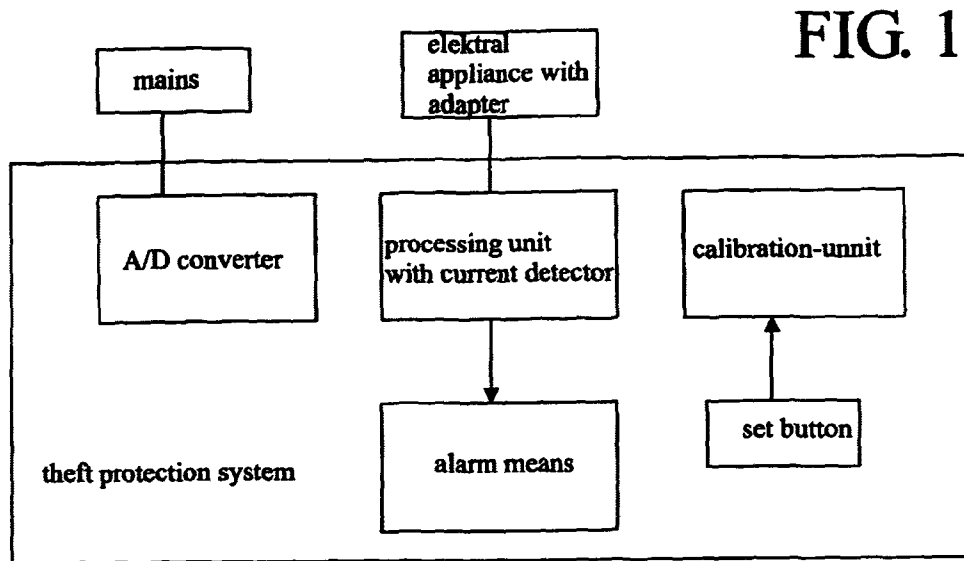 FIG. 1
mains
elektral
appliance with
adapter
A/D converter
processing unit
with current detector
calibration-unnit
theft protection system
alarm means
set button